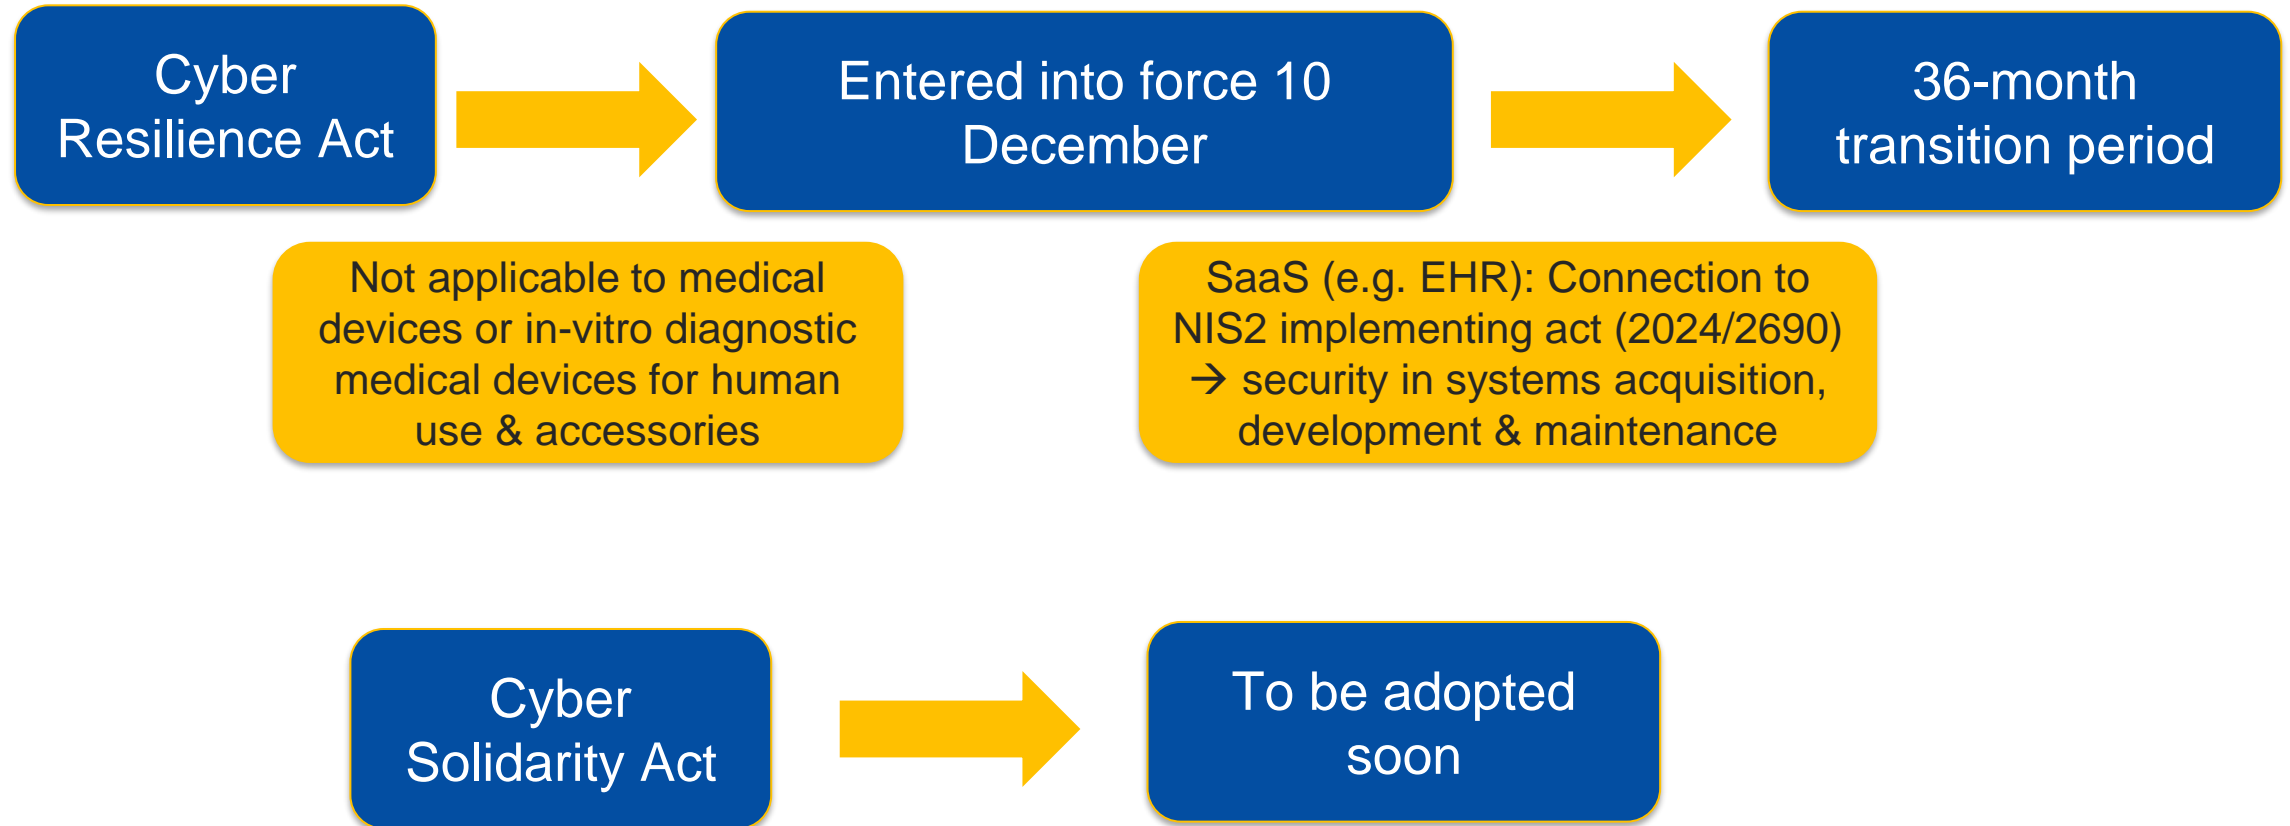 Cyber
Resilience Act
Entered into force 10
December
36-month
transition period
Not applicable to medical
devices or in-vitro diagnostic
medical devices for human
use & accessories
SaaS (e.g. EHR): Connection to
NIS2 implementing act (2024/2690)
→ security in systems acquisition,
development & maintenance
Cyber
Solidarity Act
To be adopted
soon